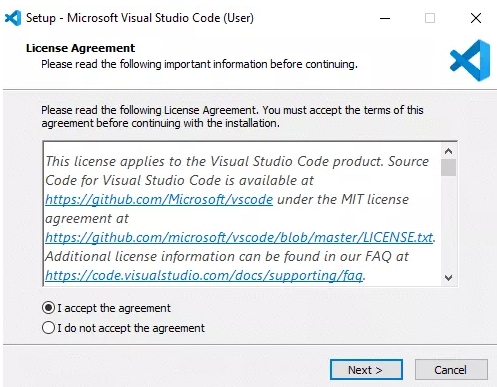 Setup - Microsoft Visual Studio Code (User)
License Agreement
Please read the following important information before continuing.
Please read the following License Agreement. You must accept the terms of this
agreement before continuing with the installation.
This license applies to the Visual Studio Code product. Source
Code for Visual Studio Code is available at
https://github.com/Microsoft/vscode under the MIT license
agreement at
https://github.com/microsoft/vscode/blob/master/LICENSE.txt.
Additional license information can be found in our FAQ at
https://code.visualstudio.com/docs/supporting/faq.
I accept the agreement
I do not accept the agreement
Next >
Cancel